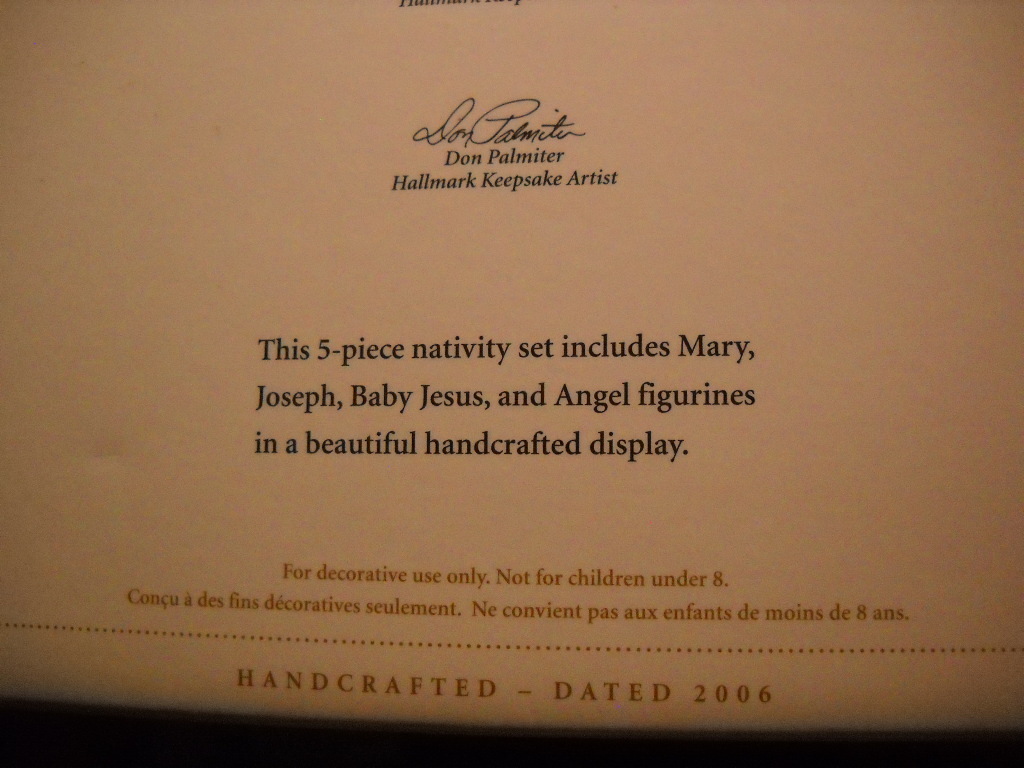 Hallmark Keep
Don Palmiter
Don Palmiter
Hallmark Keepsake Artist
This 5-piece nativity set includes Mary,
Joseph, Baby Jesus, and Angel figurines
in a beautiful handcrafted display.
For decorative use only. Not for children under 8.
Conçu à des fins décoratives seulement. Ne convient pas aux enfants de moins de 8 ans.
HANDCRAFTED – DATED 2006